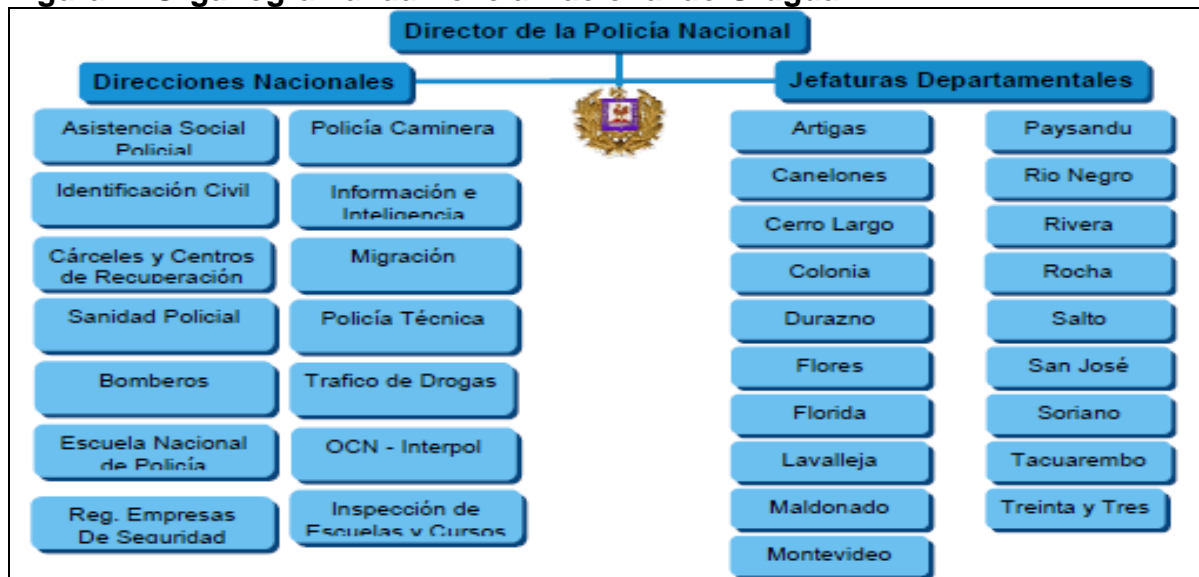 Director de la Policía Nacional
Direcciones Nacionales
Jefaturas Departamentales
Asistencia Social
Policial
Policía Caminera
Identificación Civil
Información e
Inteligencia
Cárceles y Centros
de Recuperación
Migración
Sanidad Policial
Policía Técnica
Bomberos
Trafico de Drogas
Escuela Nacional
de Policía
OCN - Interpol
Reg. Empresas
De Seguridad
Inspección de
Escuelas y Cursos
Artigas
Canelones
Cerro Largo
Colonia
Durazno
Flores
Florida
Lavalleja
Maldonado
Montevideo
Paysandu
Rio Negro
Rivera
Rocha
Salto
San José
Soriano
Tacuarembo
Treinta y Tres